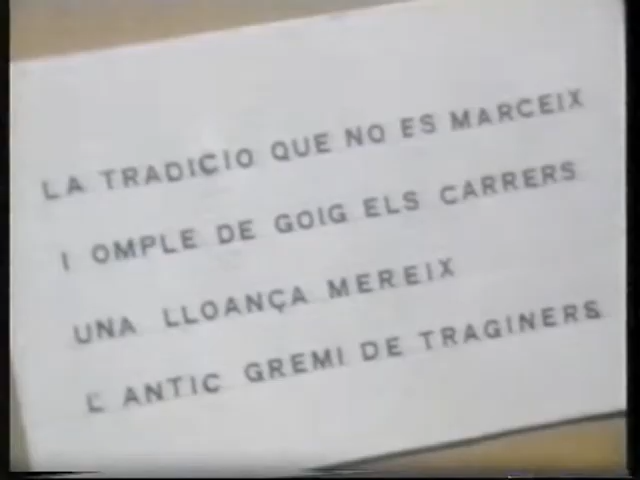 LA TRADICIO QUE NO ES MARCEIX
I OMPLE DE GOIG ELS CARRERS
UNA LLOANÇA MEREIX
L' ANTIC GREMI DE TRAGINERS